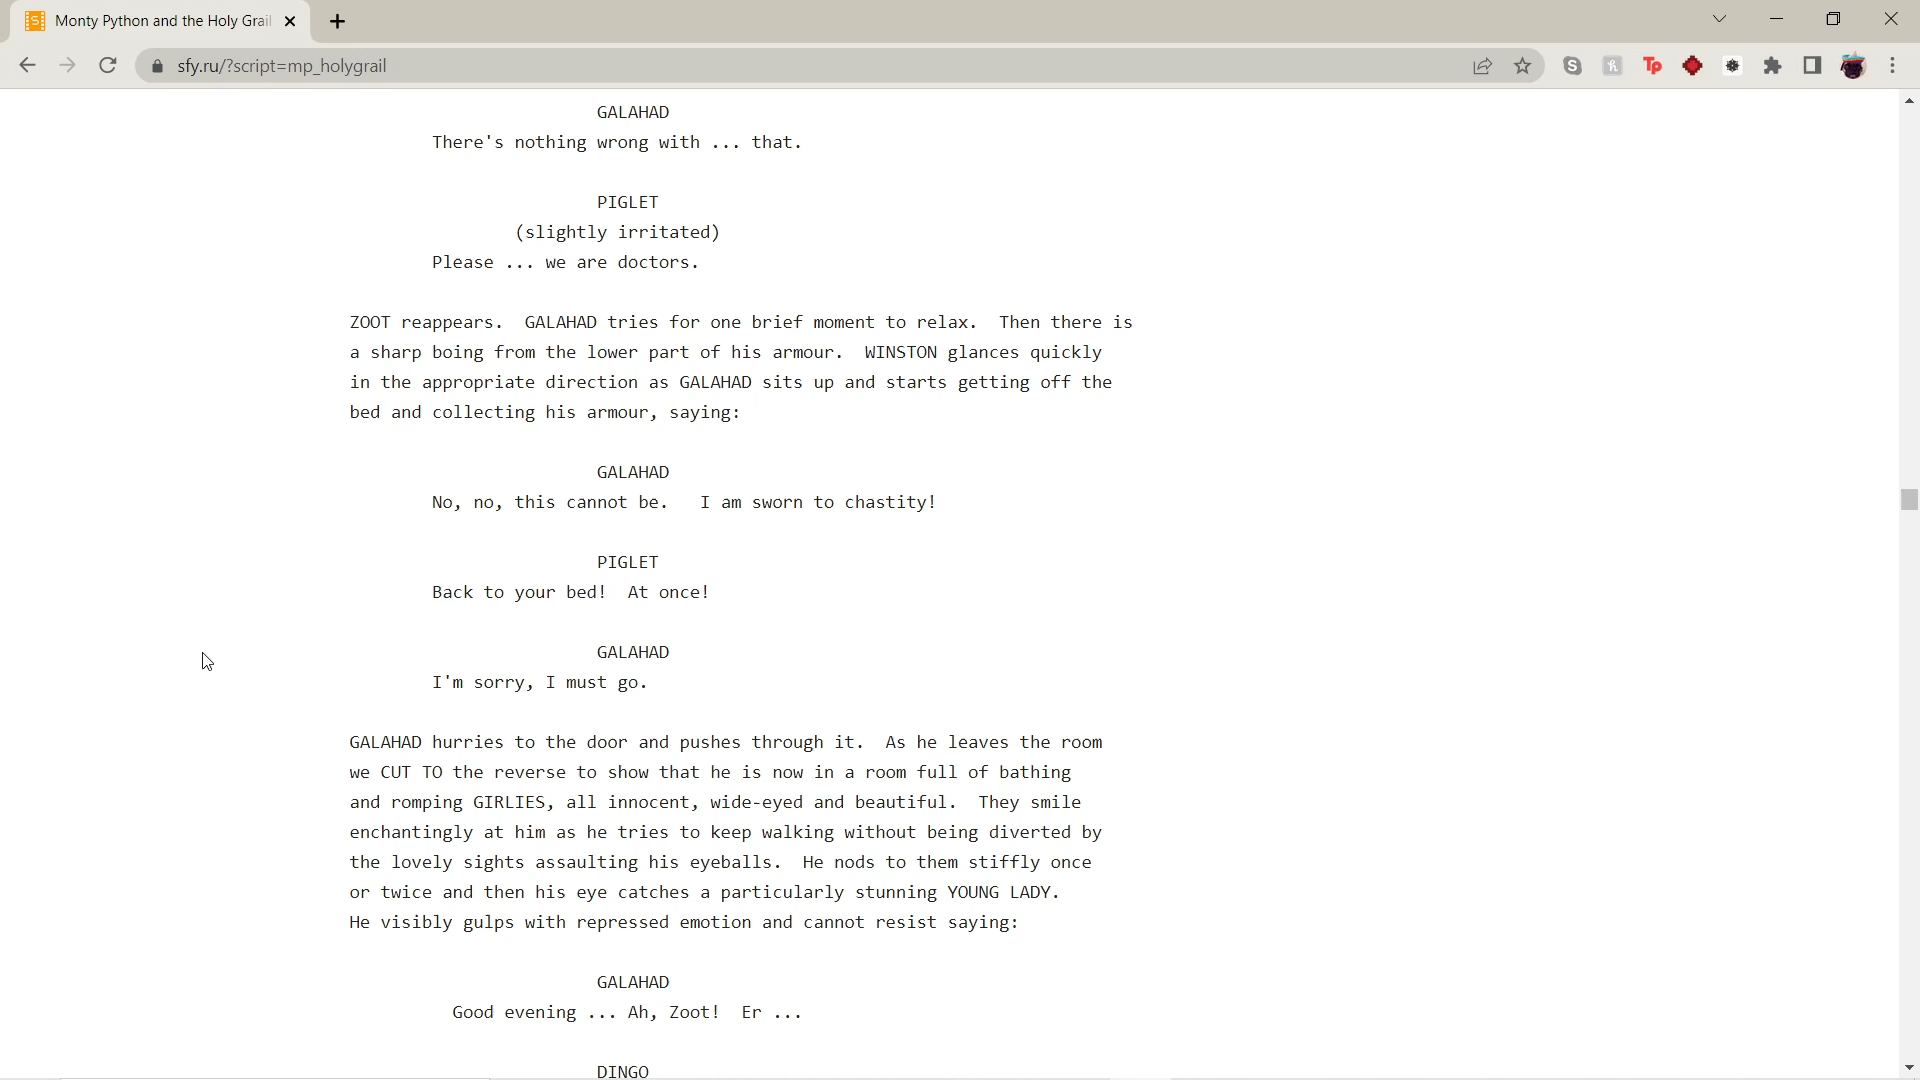 Monty Python and the Holy Grail
sfy.ru/?script=mp_holygrail
GALAHAD
There's nothing wrong with ... that.
PIGLET
(slightly irritated)
Please ... we are doctors.
ZOOT reappears.  GALAHAD tries for one brief moment to relax.  Then there is
a sharp boing from the lower part of his armour.  WINSTON glances quickly
in the appropriate direction as GALAHAD sits up and starts getting off the
bed and collecting his armour, saying:
GALAHAD
No, no, this cannot be.   I am sworn to chastity!
PIGLET
Back to your bed!  At once!
GALAHAD
I'm sorry, I must go.
GALAHAD hurries to the door and pushes through it.  As he leaves the room
we CUT TO the reverse to show that he is now in a room full of bathing
and romping GIRLIES, all innocent, wide-eyed and beautiful.  They smile
enchantingly at him as he tries to keep walking without being diverted by
the lovely sights assaulting his eyeballs.  He nods to them stiffly once
or twice and then his eye catches a particularly stunning YOUNG LADY.
He visibly gulps with repressed emotion and cannot resist saying:
GALAHAD
Good evening ... Ah, Zoot!  Er ...
DINGO